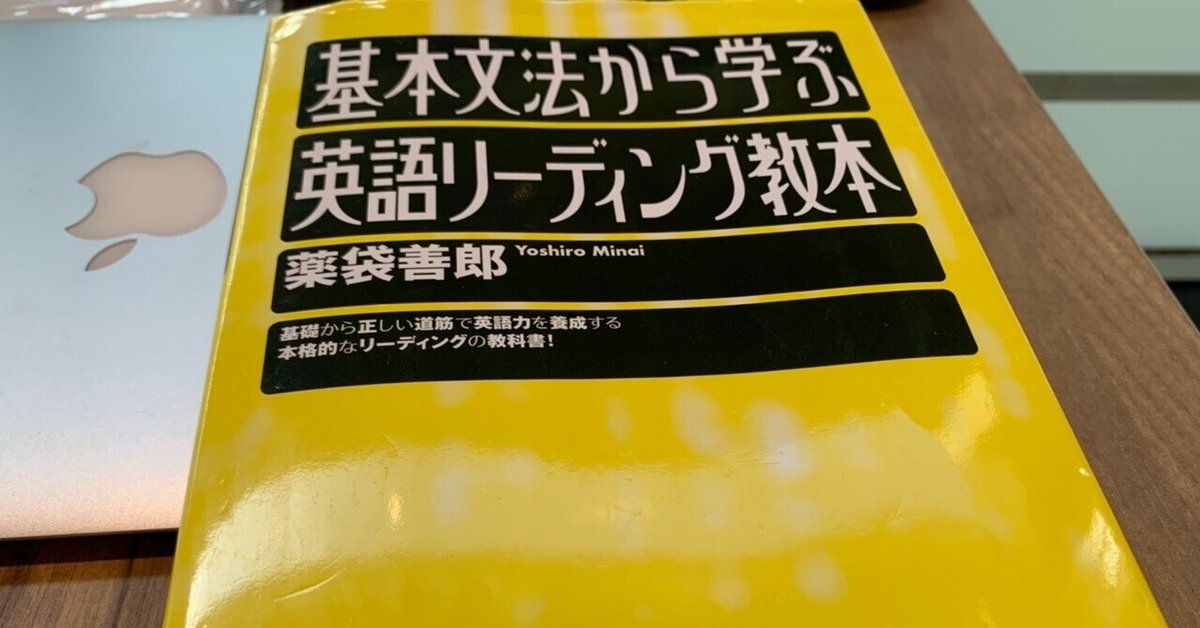 基本文法から学ぶ
英語リーディング教本
薬袋善郎 Yoshiro Minai
基礎から正しい道筋で英語力を養成する
本格的なリーディングの教科書!